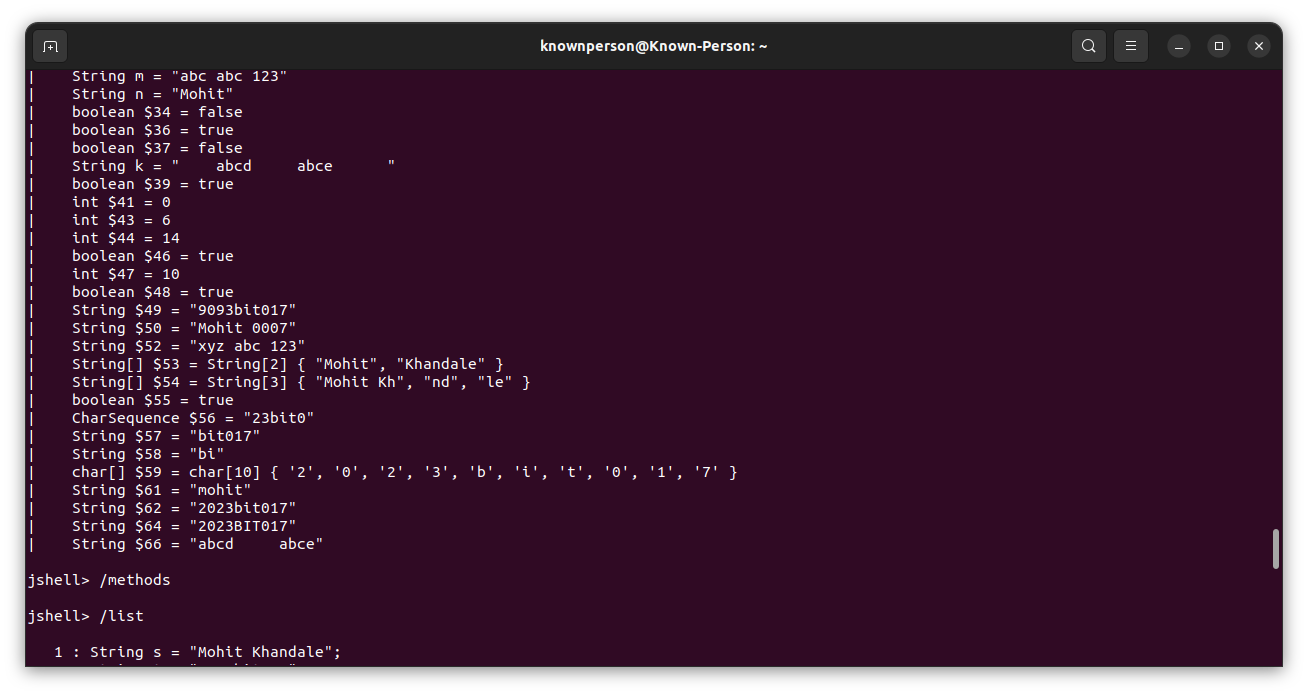 knownperson@Known-Person: ~
|    String m = "abc abc 123"
|    String n = "Mohit"
|    boolean $34 = false
|    boolean $36 = true
|    boolean $37 = false
|    String k = "    abcd     abce      "
|    boolean $39 = true
|    int $41 = 0
|    int $43 = 6
|    int $44 = 14
|    boolean $46 = true
|    int $47 = 10
|    boolean $48 = true
|    String $49 = "9093bit017"
|    String $50 = "Mohit 0007"
|    String $52 = "xyz abc 123"
|    String[] $53 = String[2] { "Mohit", "Khandale" }
|    String[] $54 = String[3] { "Mohit Kh", "nd", "le" }
|    boolean $55 = true
|    CharSequence $56 = "23bit0"
|    String $57 = "bit017"
|    String $58 = "bi"
|    char[] $59 = char[10] { '2', '0', '2', '3', 'b', 'i', 't', '0', '1', '7' }
|    String $61 = "mohit"
|    String $62 = "2023bit017"
|    String $64 = "2023BIT017"
|    String $66 = "abcd     abce"
jshell> /methods
jshell> /list
   1 : String s = "Mohit Khandale";